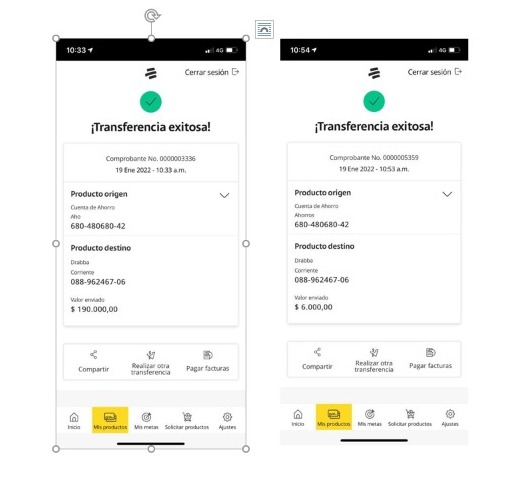 10:33
4G
Cerrar sesión
¡Transferencia exitosa!
Comprobante No. 0000003336
19 Ene 2022 - 10:33 a.m.
Producto origen
Cuenta de Ahorro
Aho
680-480680-42
Producto destino
Drabba
Corriente
088-962467-06
Valor enviado
$ 190.000,00
Compartir
Realizar otra
transferencia
Pagar facturas
Inicio
Mis productos
Mis metas
Solicitar productos
Ajustes
10:54
4G
Cerrar sesión
¡Transferencia exitosa!
Comprobante No. 0000005359
19 Ene 2022 - 10:53 a.m.
Producto origen
Cuenta de Ahorro
Ahorros
680-480680-42
Producto destino
Drabba
Corriente
088-962467-06
Valor enviado
$ 6.000,00
Compartir
Realizar otra
transferencia
Pagar facturas
Inicio
Mis productos
Mis metas
Solicitar productos
Ajustes